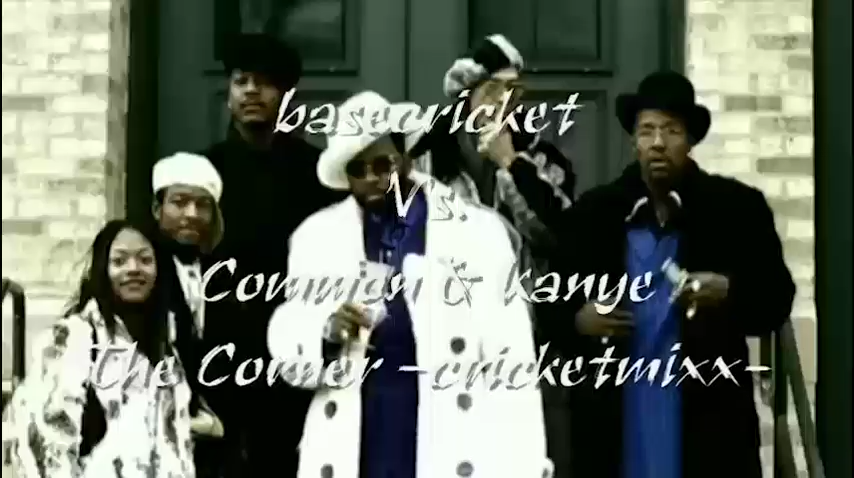 basecricket
Vs.
Common & kanye
The Corner -cricketmixx-